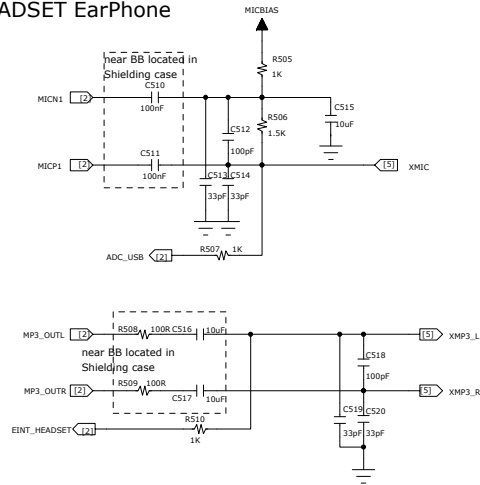 ADSET EarPhone
MICBIAS
near BB located in
Shielding case
R505
1K
C510
MICN1
[2]
100nF
R506
1.5K
C515
10uF
C512
100pF
C511
MICP1
[2]
100nF
[5]
XMIC
C513
C514
33pF
33pF
R507
1K
ADC_USB
[2]
MP3_OUTL
[2]
R508
100R
C516
10uF
[5]
XMP3_L
near BB located in
Shielding case
C518
100pF
MP3_OUTR
[2]
R509
100R
C517
10uF
[5]
XMP3_R
C519
C520
33pF
33pF
EINT_HEADSET
[2]
R510
1K